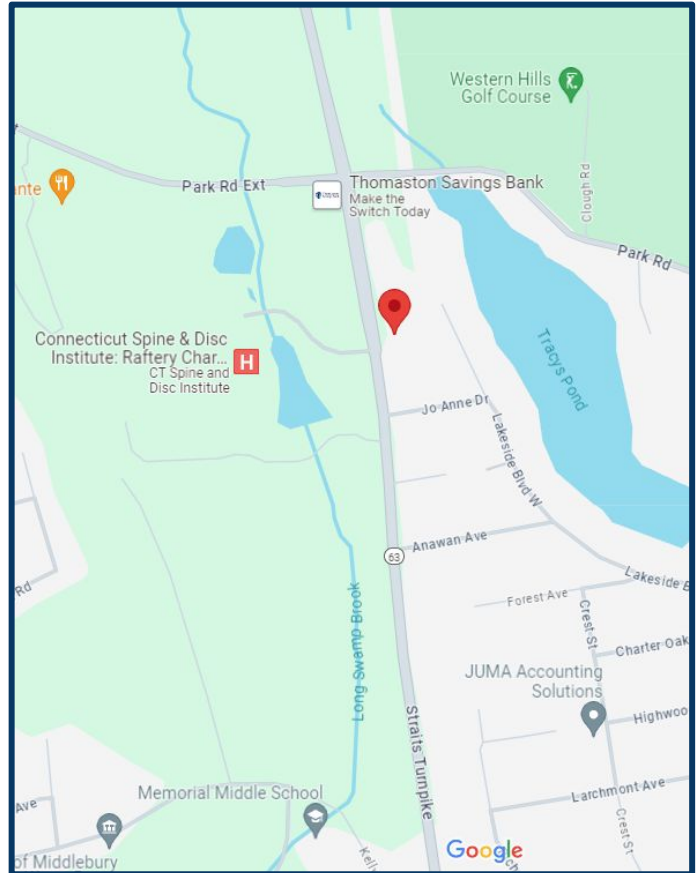 Western Hills
Golf Course
Clough Rd
Park Rd Ext
Thomaston Savings Bank
Make the
Switch Today
Park Rd
Tracys Pond
Connecticut Spine & Disc
Institute: Raftery Char...
CT Spine and
Disc Institute
H
Jo Anne Dr
Lakeside Blvd W
Anawan Ave
63
Rd
Long Swamp Brook
Forest Ave
Crest St
Charter Oak
JUMA Accounting
Solutions
Straits Turnpike
Memorial Middle School
Larchmont Ave
Crest St
Ave
of Middlebury
Google